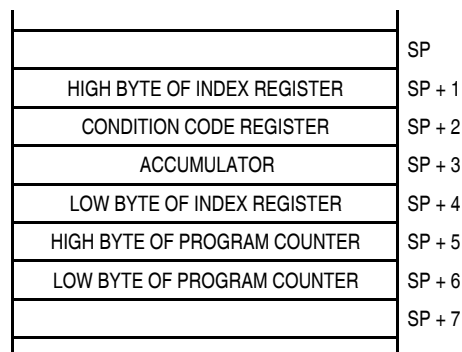 SP
HIGH BYTE OF INDEX REGISTER SP + 1
CONDITION CODE REGISTER SP + 2
ACCUMULATOR SP + 3
LOW BYTE OF INDEX REGISTER SP + 4
HIGH BYTE OF PROGRAM COUNTER SP + 5
LOW BYTE OF PROGRAM COUNTER SP + 6
SP + 7